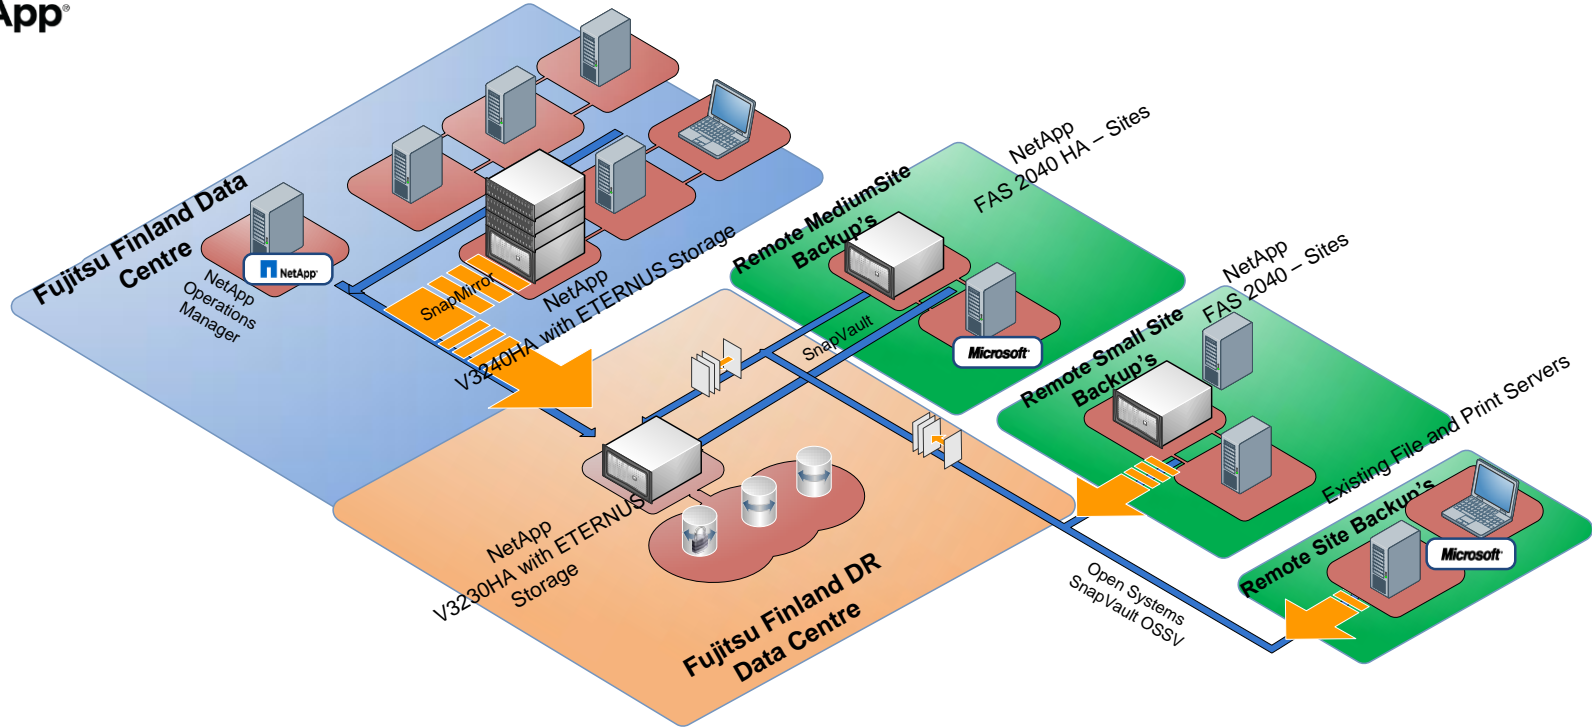 App®
Fujitsu Finland Data
Centre
NetApp
NetApp
Operations
Manager
SnapMirror
NetApp
V3240HA with ETERNUS Storage
Remote MediumSite
Backup's
NetApp
FAS 2040 HA – Sites
Microsoft
SnapVault
NetApp
FAS 2040 – Sites
Remote Small Site
Backup's
Existing File and Print Servers
Remote Site Backup's
Microsoft
Open Systems
SnapVault OSSV
NetApp
V3230HA with ETERNUS
Storage
Fujitsu Finland DR
Data Centre